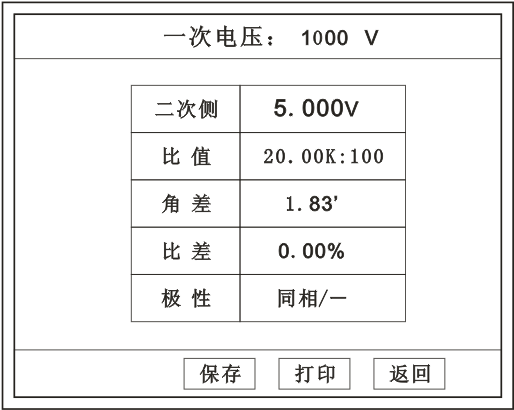 一次电压： 1000 V
二次侧 5.000V
比 值 20.00K:100
角 差 1.83'
比 差 0.00%
极 性 同相/－
保存 打印 返回